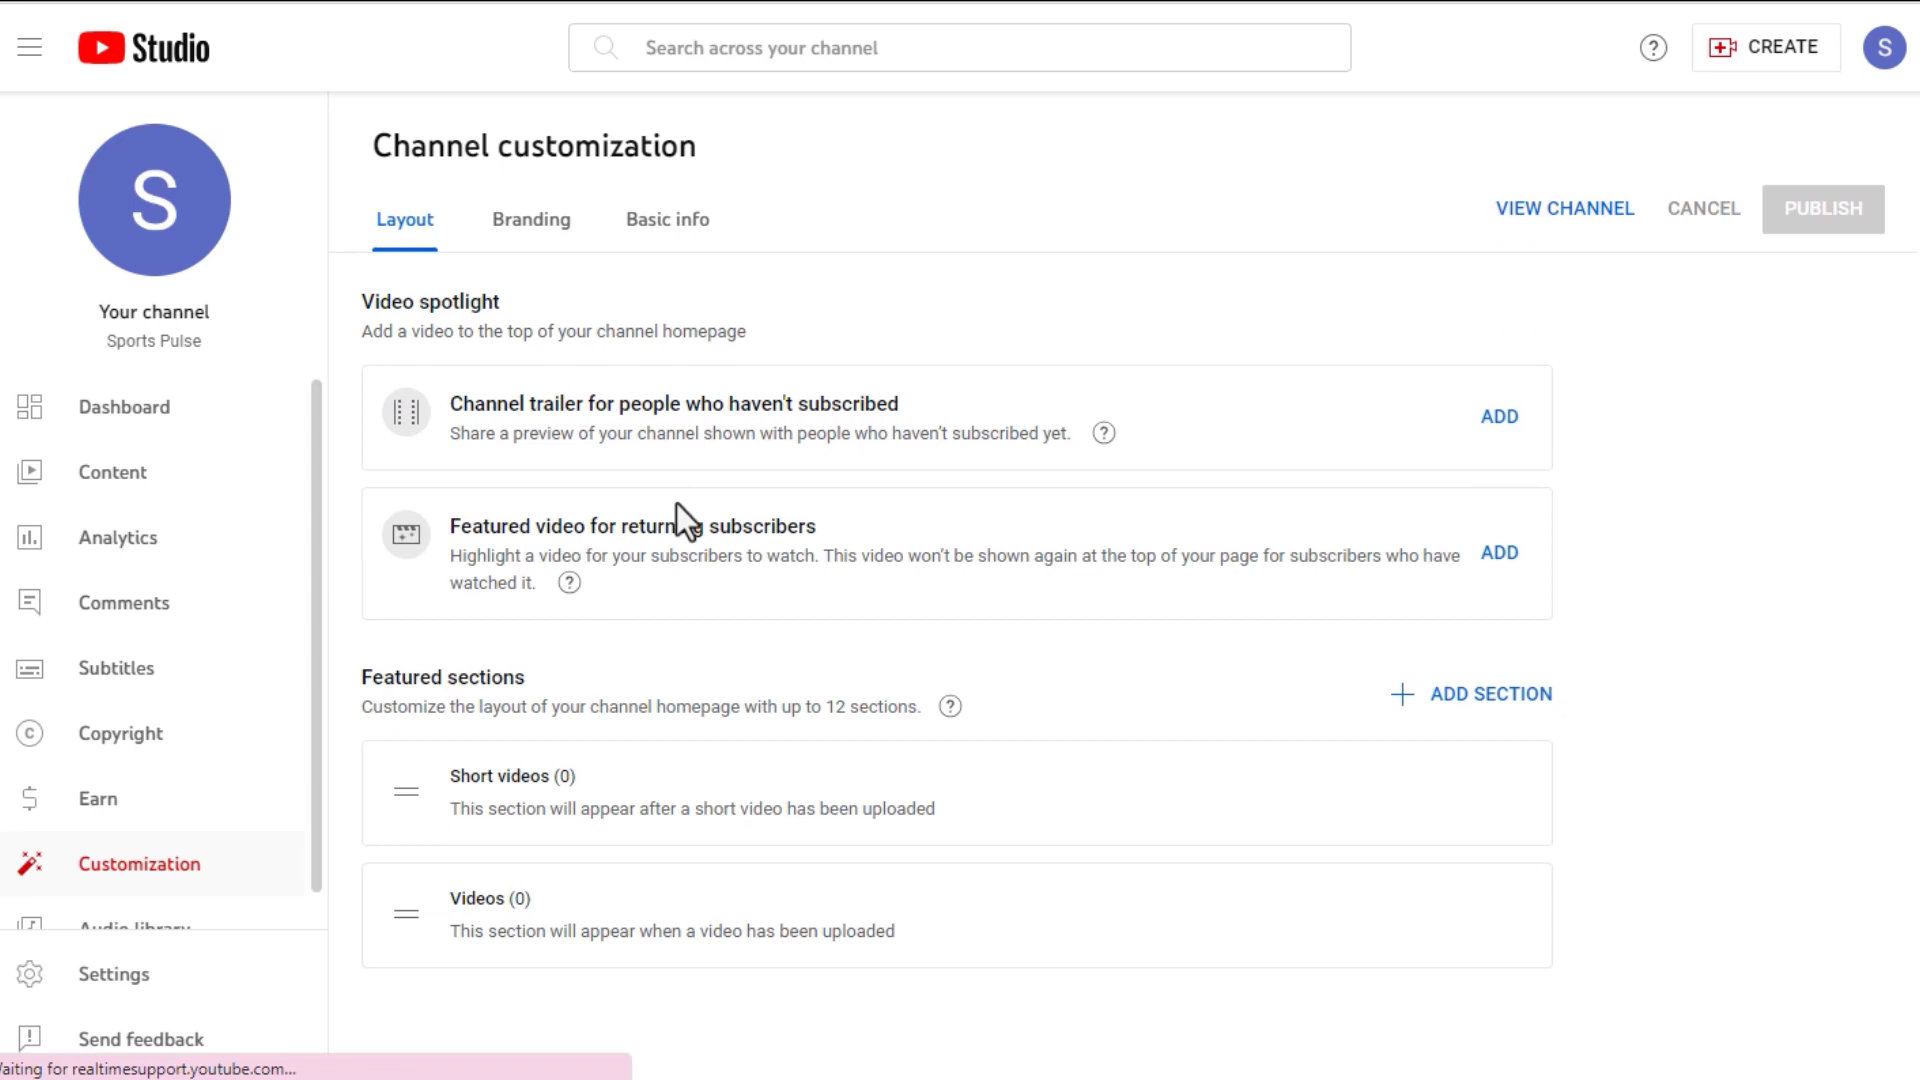 Studio
Search across your channel
?
CREATE
S
S
Your channel
Sports Pulse
Dashboard
Content
Analytics
Comments
Subtitles
Copyright
Earn
Customization
Audio library
Settings
Send feedback
Channel customization
Layout
Branding
Basic info
VIEW CHANNEL
CANCEL
PUBLISH
Video spotlight
Add a video to the top of your channel homepage
Channel trailer for people who haven't subscribed
Share a preview of your channel shown with people who haven't subscribed yet. ?
ADD
Featured video for returning subscribers
Highlight a video for your subscribers to watch. This video won't be shown again at the top of your page for subscribers who have
watched it. ?
ADD
Featured sections
Customize the layout of your channel homepage with up to 12 sections. ?
ADD SECTION
Short videos (0)
This section will appear after a short video has been uploaded
Videos (0)
This section will appear when a video has been uploaded
aiting for realtimesupport.youtube.com...